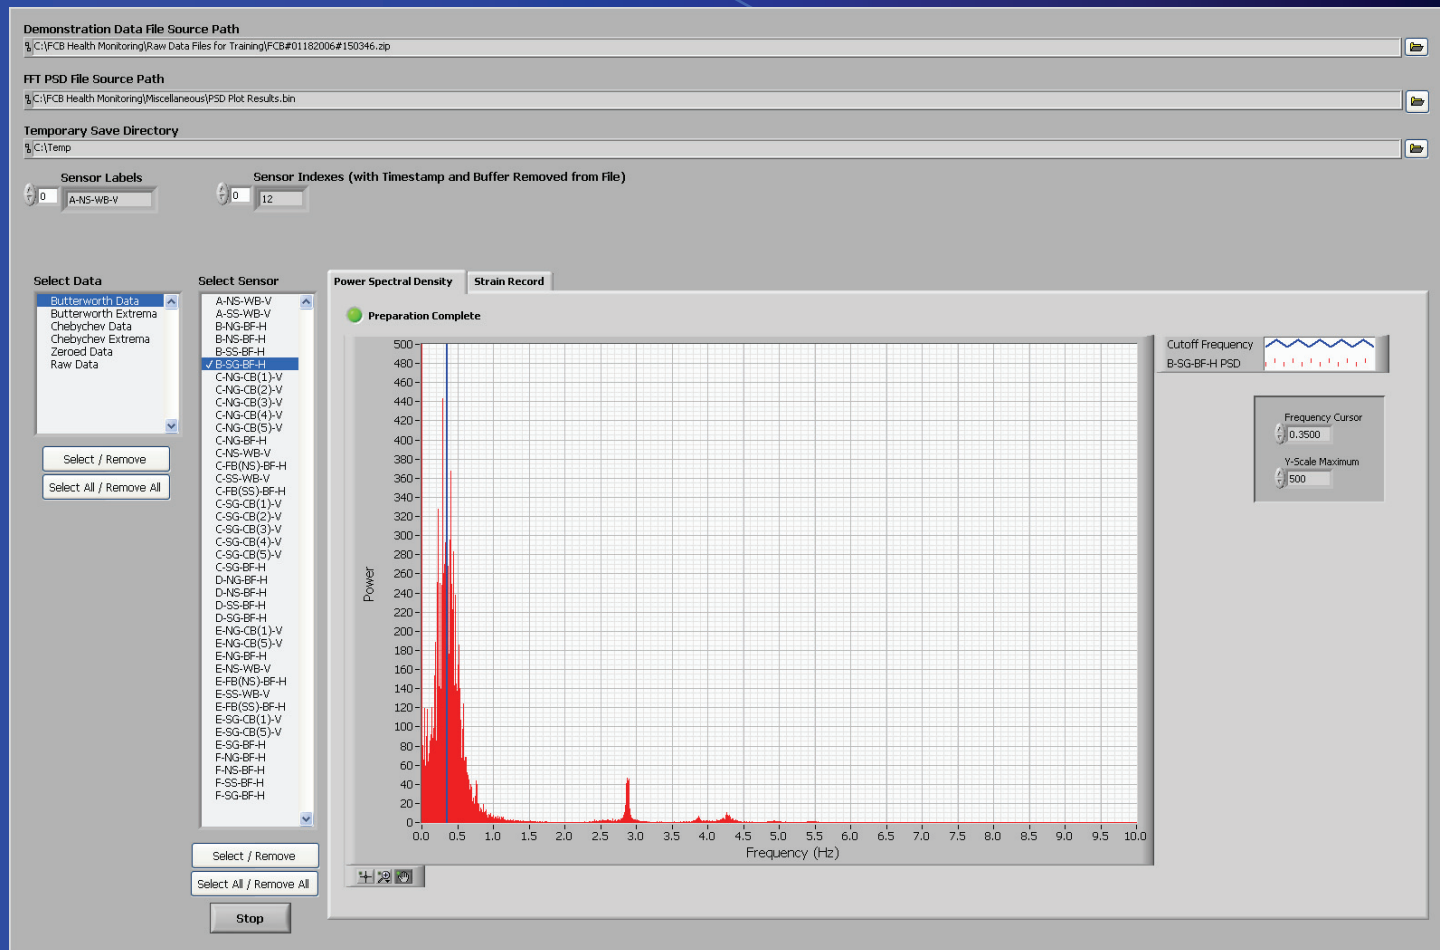 Demonstration Data File Source Path
C:\FCB Health Monitoring\Raw Data Files for Training\FCB#01182006#150346.zip
FFT PSD File Source Path
C:\FCB Health Monitoring\Miscellaneous\PSD Plot Results.bin
Temporary Save Directory
C:\Temp
Sensor Labels
0
A-NS-WB-V
Sensor Indexes (with Timestamp and Buffer Removed from File)
0
12
Select Data
Butterworth Data
Butterworth Extrema
Chebychev Data
Chebychev Extrema
Zeroed Data
Raw Data
Select / Remove
Select All / Remove All
Select Sensor
A-NS-WB-V
A-SS-WB-V
B-NG-BF-H
B-NS-BF-H
B-SS-BF-H
✓ B-SG-BF-H
C-NG-CB(1)-V
C-NG-CB(2)-V
C-NG-CB(3)-V
C-NG-CB(4)-V
C-NG-CB(5)-V
C-NG-BF-H
C-NS-WB-V
C-FB(NS)-BF-H
C-SS-WB-V
C-FB(SS)-BF-H
C-SG-CB(1)-V
C-SG-CB(2)-V
C-SG-CB(3)-V
C-SG-CB(4)-V
C-SG-CB(5)-V
C-SG-BF-H
D-NG-BF-H
D-NS-BF-H
D-SS-BF-H
D-SG-BF-H
E-NG-CB(1)-V
E-NG-CB(5)-V
E-NG-BF-H
E-NS-WB-V
E-FB(NS)-BF-H
E-SS-WB-V
E-FB(SS)-BF-H
E-SG-CB(1)-V
E-SG-CB(5)-V
E-SG-BF-H
F-NG-BF-H
F-NS-BF-H
F-SS-BF-H
F-SG-BF-H
Select / Remove
Select All / Remove All
Stop
Power Spectral Density
Strain Record
Preparation Complete
Power
500
480
460
440
420
400
380
360
340
320
300
280
260
240
220
200
180
160
140
120
100
80
60
40
20
0
0.0 0.5 1.0 1.5 2.0 2.5 3.0 3.5 4.0 4.5 5.0 5.5 6.0 6.5 7.0 7.5 8.0 8.5 9.0 9.5 10.0
Frequency (Hz)
Cutoff Frequency
B-SG-BF-H PSD
Frequency Cursor
0.3500
Y-Scale Maximum
500